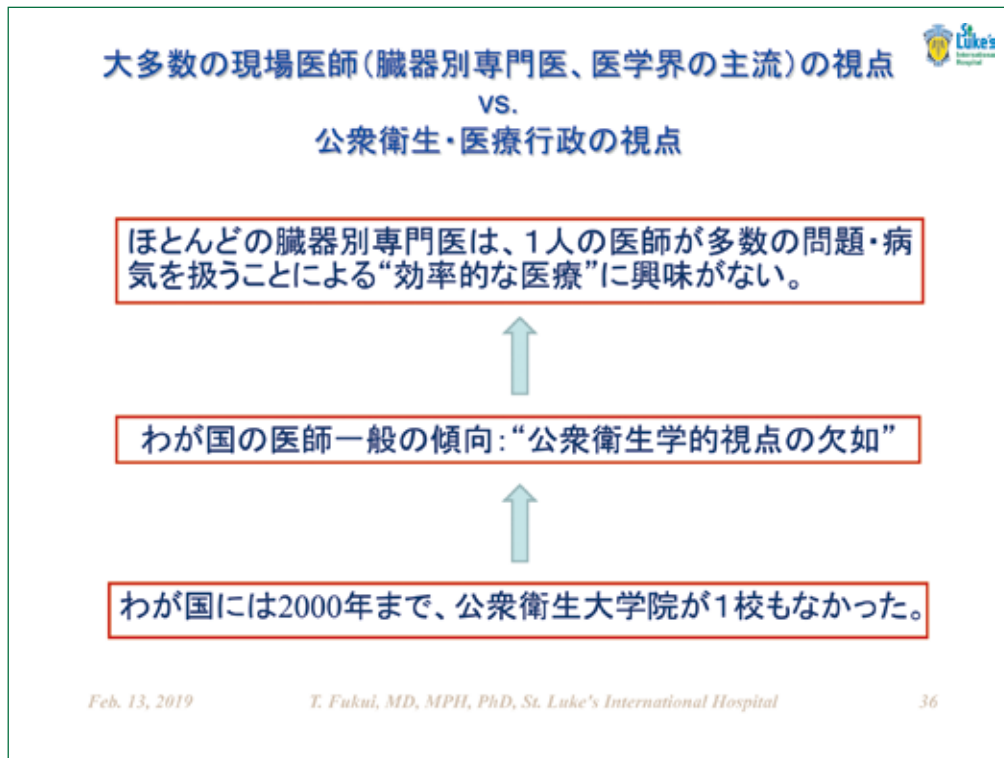 St. Luke's
International
Hospital
大多数の現場医師(臓器別専門医、医学界の主流)の視点
vs.
公衆衛生・医療行政の視点
ほとんどの臓器別専門医は、1人の医師が多数の問題・病
気を扱うことによる“効率的な医療”に興味がない。
わが国の医師一般の傾向:“公衆衛生学的視点の欠如”
わが国には2000年まで、公衆衛生大学院が1校もなかった。
Feb. 13, 2019 T. Fukui, MD, MPH, PhD, St. Luke's International Hospital 36